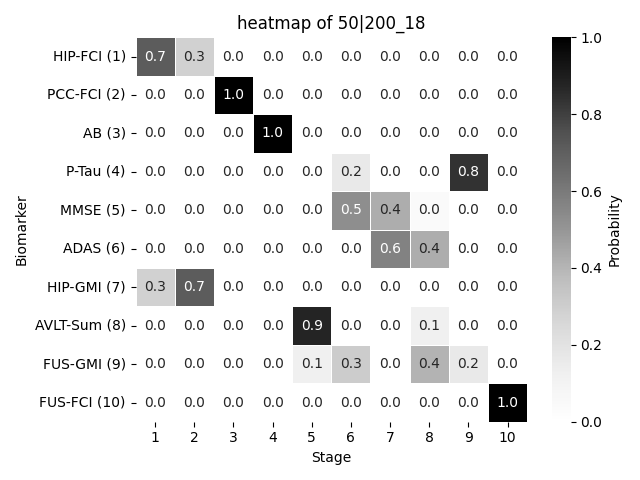 heatmap of 50|200_18
HIP-FCI (1) 0.7 0.3 0.0 0.0 0.0 0.0 0.0 0.0 0.0 0.0
PCC-FCI (2) 0.0 0.0 1.0 0.0 0.0 0.0 0.0 0.0 0.0 0.0
AB (3) 0.0 0.0 0.0 1.0 0.0 0.0 0.0 0.0 0.0 0.0
P-Tau (4) 0.0 0.0 0.0 0.0 0.0 0.2 0.0 0.0 0.8 0.0
MMSE (5) 0.0 0.0 0.0 0.0 0.0 0.5 0.4 0.0 0.0 0.0
ADAS (6) 0.0 0.0 0.0 0.0 0.0 0.0 0.6 0.4 0.0 0.0
HIP-GMI (7) 0.3 0.7 0.0 0.0 0.0 0.0 0.0 0.0 0.0 0.0
AVLT-Sum (8) 0.0 0.0 0.0 0.0 0.9 0.0 0.0 0.1 0.0 0.0
FUS-GMI (9) 0.0 0.0 0.0 0.0 0.1 0.3 0.0 0.4 0.2 0.0
FUS-FCI (10) 0.0 0.0 0.0 0.0 0.0 0.0 0.0 0.0 0.0 1.0
1 2 3 4 5 6 7 8 9 10
Stage
Biomarker
1.0
0.8
0.6
0.4
0.2
0.0
Probability